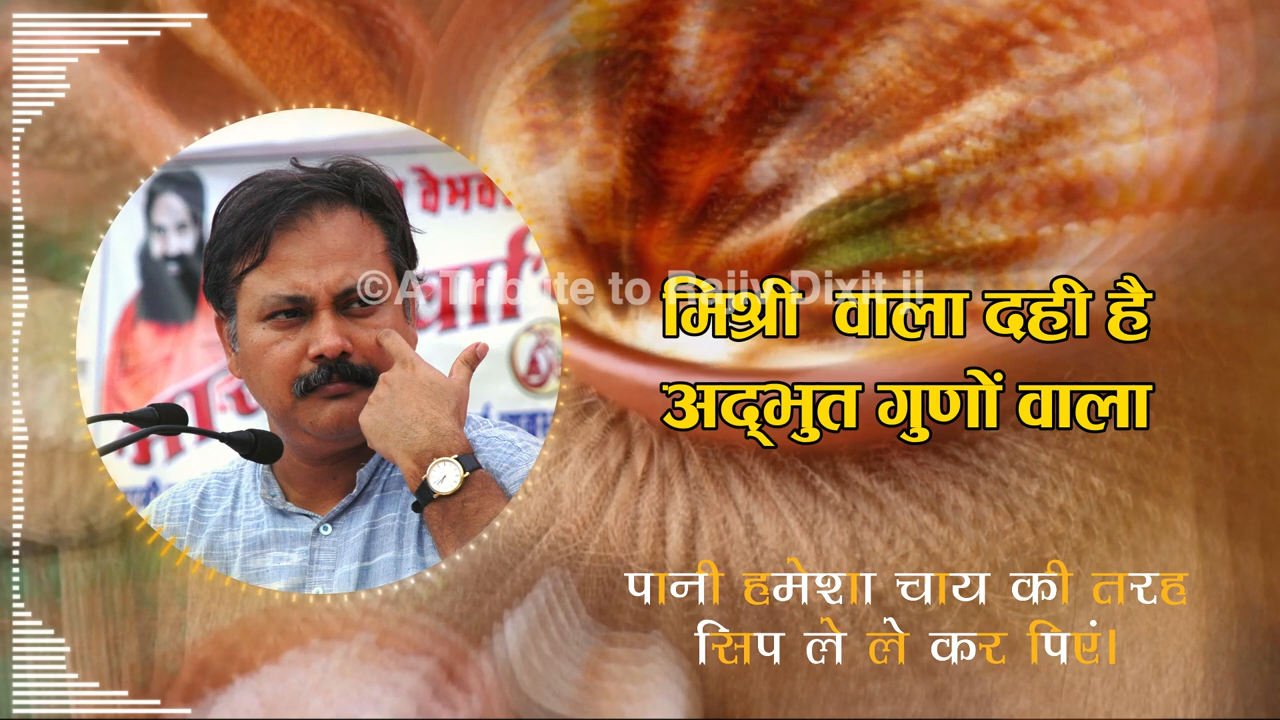 ©A Tribute to Rajiv Dixit ji
मिश्री वाला दही है
अद्भुत गुणों वाला
पानी हमेशा चाय की तरह
सिप ले ले कर पिएं।